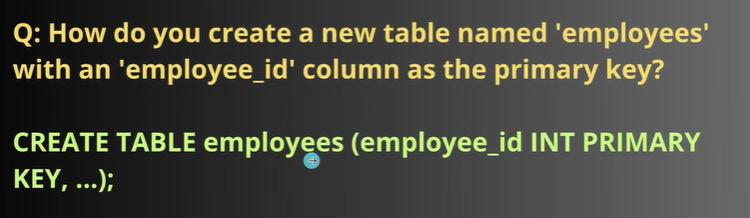 Q: How do you create a new table named 'employees'
with an 'employee_id' column as the primary key?
CREATE TABLE employees (employee_id INT PRIMARY
KEY, ...);